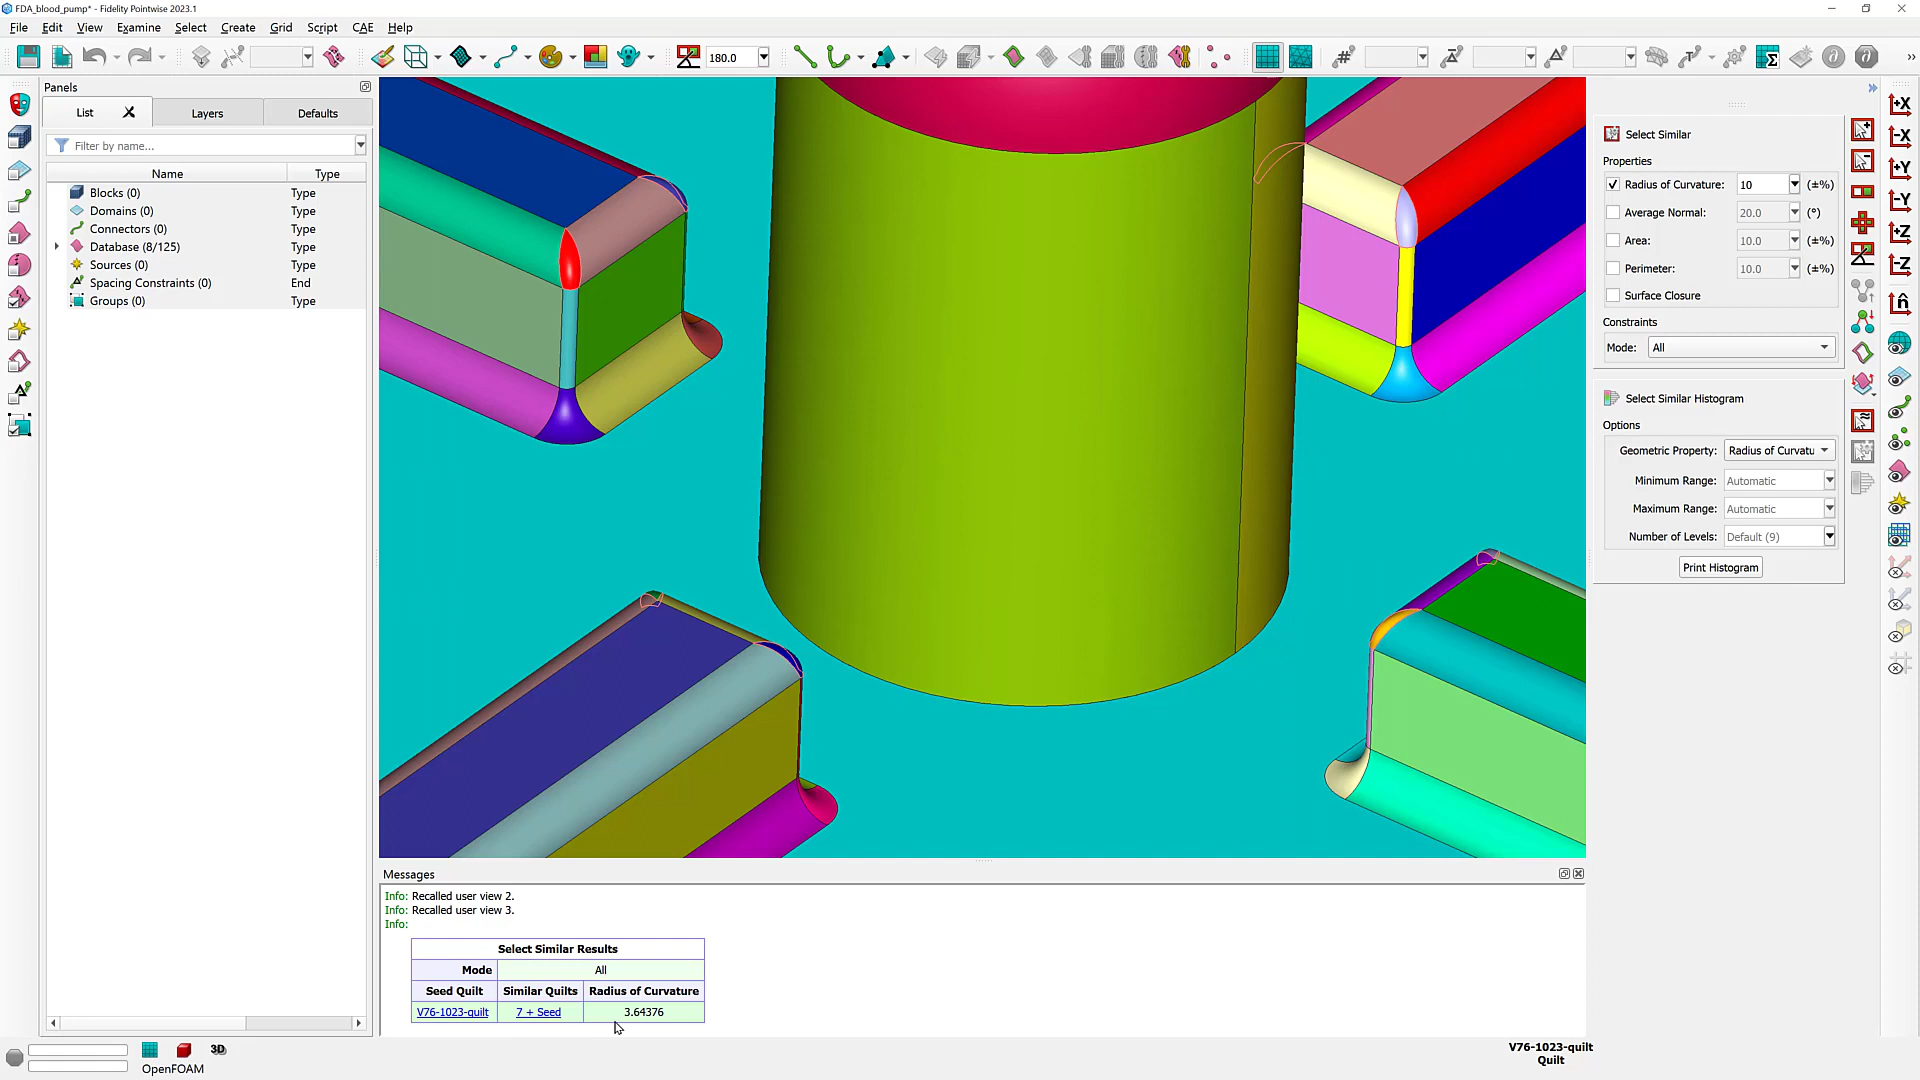 FDA_blood_pump* - Fidelity Pointwise 2023.1
File Edit View Examine Select Create Grid Script CAE Help
180.0
Panels
List Layers Defaults
Filter by name...
Name Type
Blocks (0) Type
Domains (0) Type
Connectors (0) Type
Database (8/125) Type
Sources (0) Type
Spacing Constraints (0) End
Groups (0) Type
Select Similar
Properties
Radius of Curvature: 10 (±%)
Average Normal: 20.0 (°)
Area: 10.0 (±%)
Perimeter: 10.0 (±%)
Surface Closure
Constraints
Mode: All
Select Similar Histogram
Options
Geometric Property: Radius of Curvatu
Minimum Range: Automatic
Maximum Range: Automatic
Number of Levels: Default (9)
Print Histogram
+X
-X
+Y
-Y
+Z
-Z
n̂
Messages
Info: Recalled user view 2.
Info: Recalled user view 3.
Info:
Select Similar Results
Mode All
Seed Quilt Similar Quilts Radius of Curvature
V76-1023-quilt 7 + Seed 3.64376
3D
OpenFOAM
V76-1023-quilt
Quilt